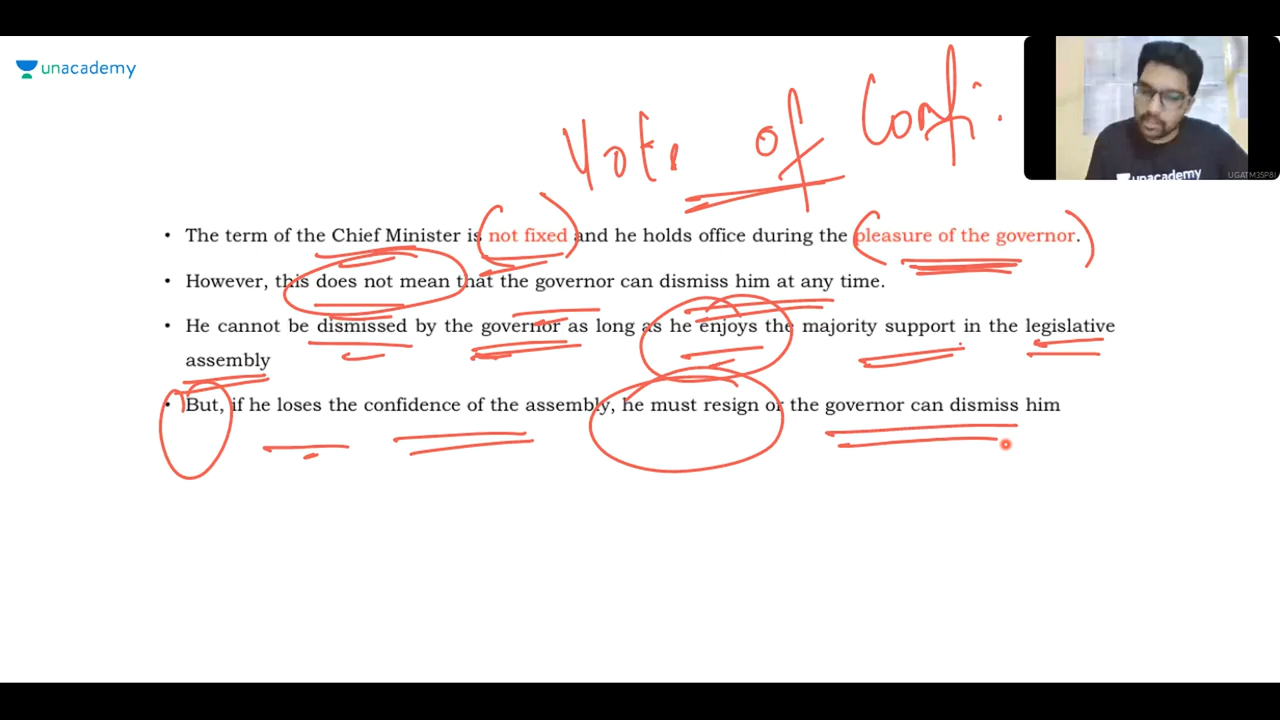 unacademy
Vote of Confi.
unacademy
UGATM35P8I
• The term of the Chief Minister is not fixed and he holds office during the pleasure of the governor.
• However, this does not mean that the governor can dismiss him at any time.
• He cannot be dismissed by the governor as long as he enjoys the majority support in the legislative
assembly
• But, if he loses the confidence of the assembly, he must resign or the governor can dismiss him